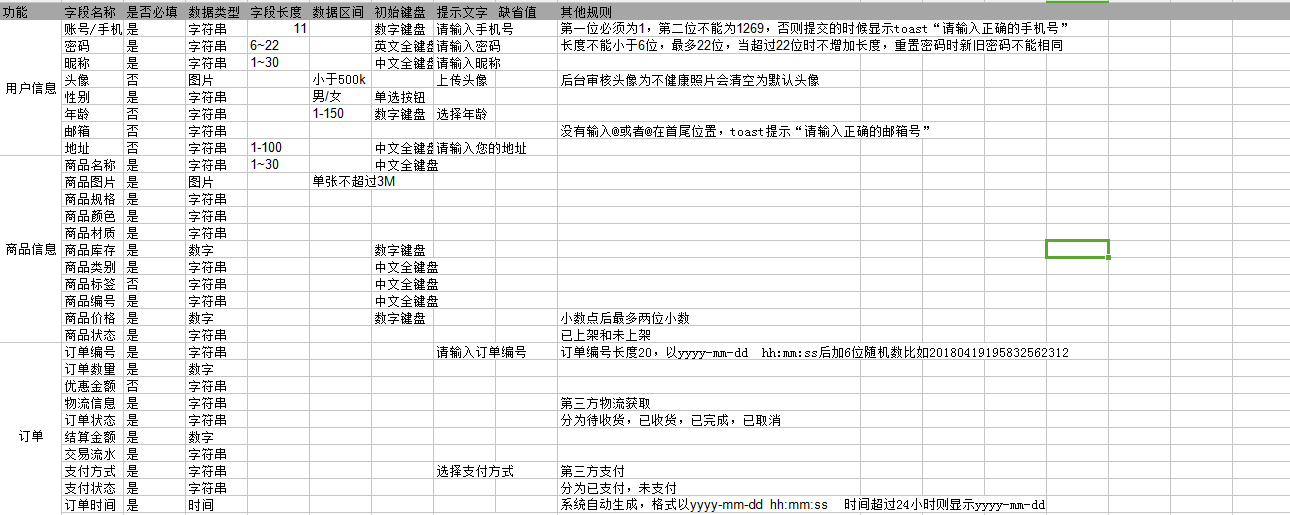 功能 字段名称 是否必填 数据类型 字段长度 数据区间 初始键盘 提示文字 缺省值 其他规则
账号/手机 是 字符串 11 数字键盘 请输入手机号 第一位必须为1，第二位不能为1269，否则提交的时候显示toast“请输入正确的手机号”
密码 是 字符串 6~22 英文全键盘 请输入密码 长度不能小于6位，最多22位，当超过22位时不增加长度，重置密码时新旧密码不能相同
昵称 是 字符串 1~30 中文全键盘 请输入昵称
用户信息 头像 否 图片 小于500k 上传头像 后台审核头像为不健康照片会清空为默认头像
性别 是 字符串 男/女 单选按钮
年龄 否 字符串 1-150 数字键盘 选择年龄
邮箱 否 字符串 没有输入@或者@在首尾位置，toast提示“请输入正确的邮箱号”
地址 否 字符串 1-100 中文全键盘 请输入您的地址
商品名称 是 字符串 1~30 中文全键盘
商品图片 是 图片 单张不超过3M
商品规格 是 字符串
商品颜色 是 字符串
商品材质 是 字符串
商品信息 商品库存 是 数字 数字键盘
商品类别 是 字符串 中文全键盘
商品标签 否 字符串 中文全键盘
商品编号 是 字符串 中文全键盘
商品价格 是 数字 数字键盘 小数点后最多两位小数
商品状态 是 字符串 已上架和未上架
订单编号 是 字符串 请输入订单编号 订单编号长度20，以yyyy-mm-dd hh:mm:ss后加6位随机数比如20180419195832562312
订单数量 是 数字
优惠金额 否 字符串
物流信息 是 字符串 第三方物流获取
订单状态 是 字符串 分为待收货，已收货，已完成，已取消
订单 结算金额 是 数字
交易流水 是 字符串
支付方式 是 字符串 选择支付方式 第三方支付
支付状态 是 字符串 分为已支付，未支付
订单时间 是 时间 系统自动生成，格式以yyyy-mm-dd hh:mm:ss 时间超过24小时则显示yyyy-mm-dd